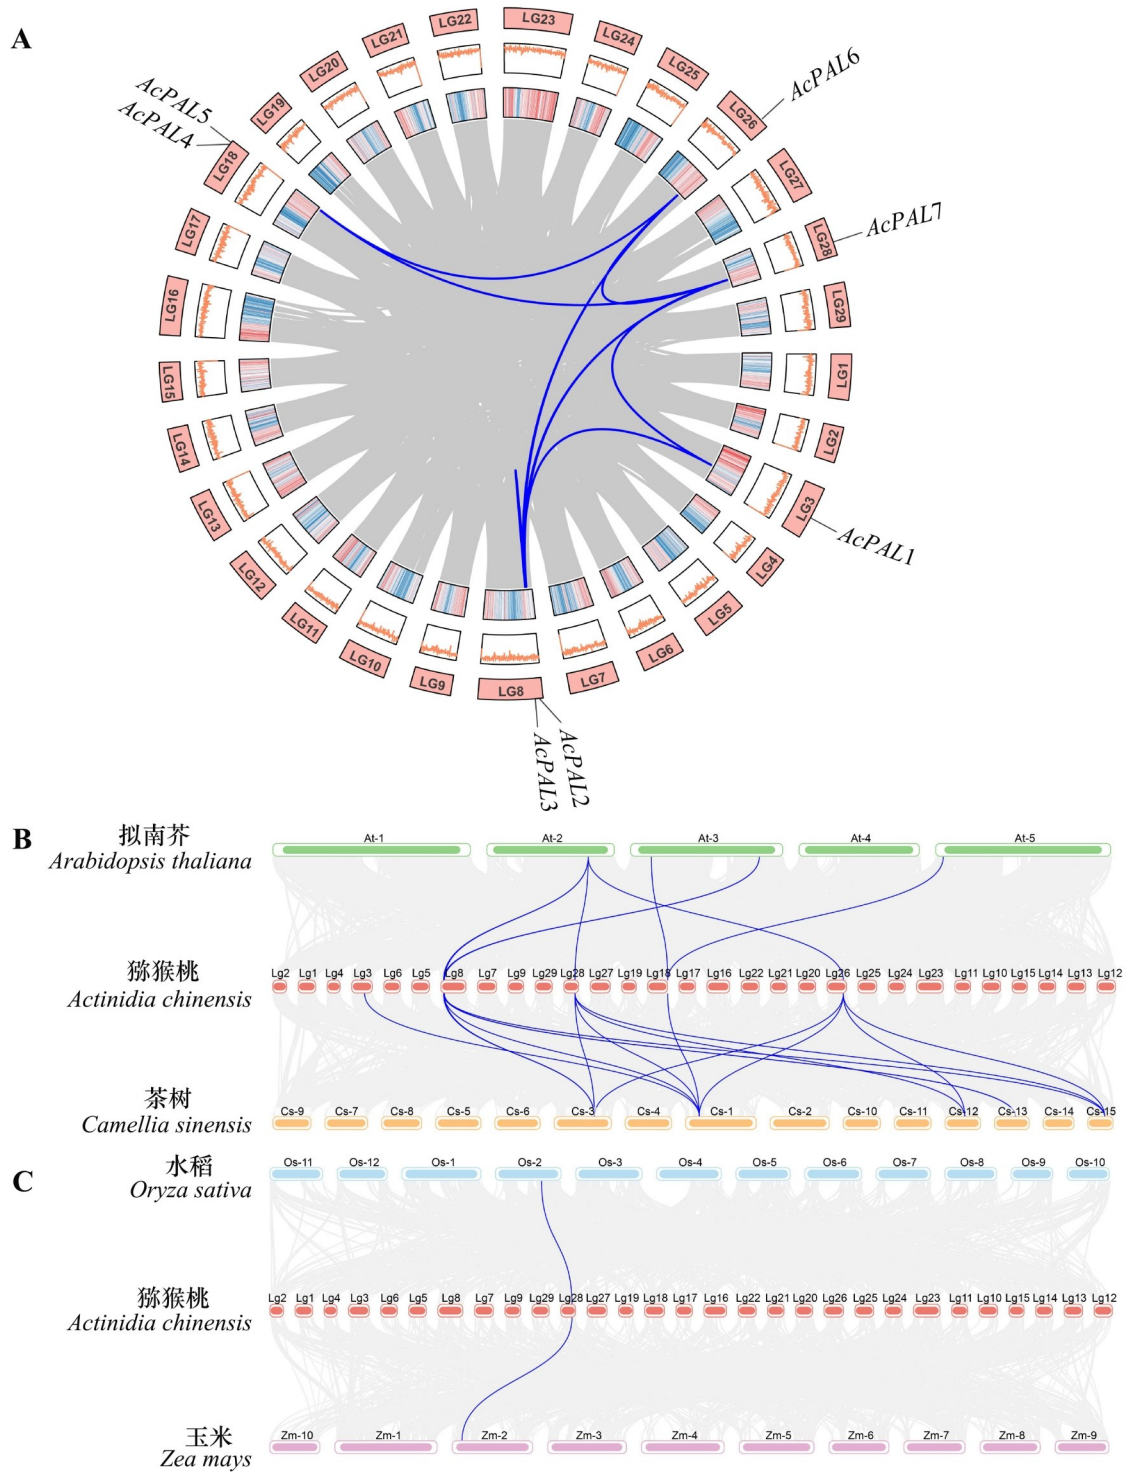 A
LG22
LG23
LG24
LG21
LG25
LG20
LG26
AcPAL6
LG19
AcPAL5
AcPAL4
LG18
LG27
LG17
LG28
AcPAL7
LG16
LG29
LG15
LG1
LG14
LG2
LG13
LG3
AcPAL1
LG12
LG4
LG11
LG5
LG10
LG6
LG9
LG8
LG7
AcPAL3
AcPAL2
B
拟南芥
Arabidopsis thaliana
At-1 At-2 At-3 At-4 At-5
猕猴桃
Actinidia chinensis
Lg2 Lg1 Lg4 Lg3 Lg6 Lg5 Lg8 Lg7 Lg9 Lg29 Lg28 Lg27 Lg19 Lg18 Lg17 Lg16 Lg22 Lg21 Lg20 Lg26 Lg25 Lg24 Lg23 Lg11 Lg10 Lg15 Lg14 Lg13 Lg12
茶树
Camellia sinensis
Cs-9 Cs-7 Cs-8 Cs-5 Cs-6 Cs-3 Cs-4 Cs-1 Cs-2 Cs-10 Cs-11 Cs-12 Cs-13 Cs-14 Cs-15
C
水稻
Oryza sativa
Os-11 Os-12 Os-1 Os-2 Os-3 Os-4 Os-5 Os-6 Os-7 Os-8 Os-9 Os-10
猕猴桃
Actinidia chinensis
Lg2 Lg1 Lg4 Lg3 Lg6 Lg5 Lg8 Lg7 Lg9 Lg29 Lg28 Lg27 Lg19 Lg18 Lg17 Lg16 Lg22 Lg21 Lg20 Lg26 Lg25 Lg24 Lg23 Lg11 Lg10 Lg15 Lg14 Lg13 Lg12
玉米
Zea mays
Zm-10 Zm-1 Zm-2 Zm-3 Zm-4 Zm-5 Zm-6 Zm-7 Zm-8 Zm-9